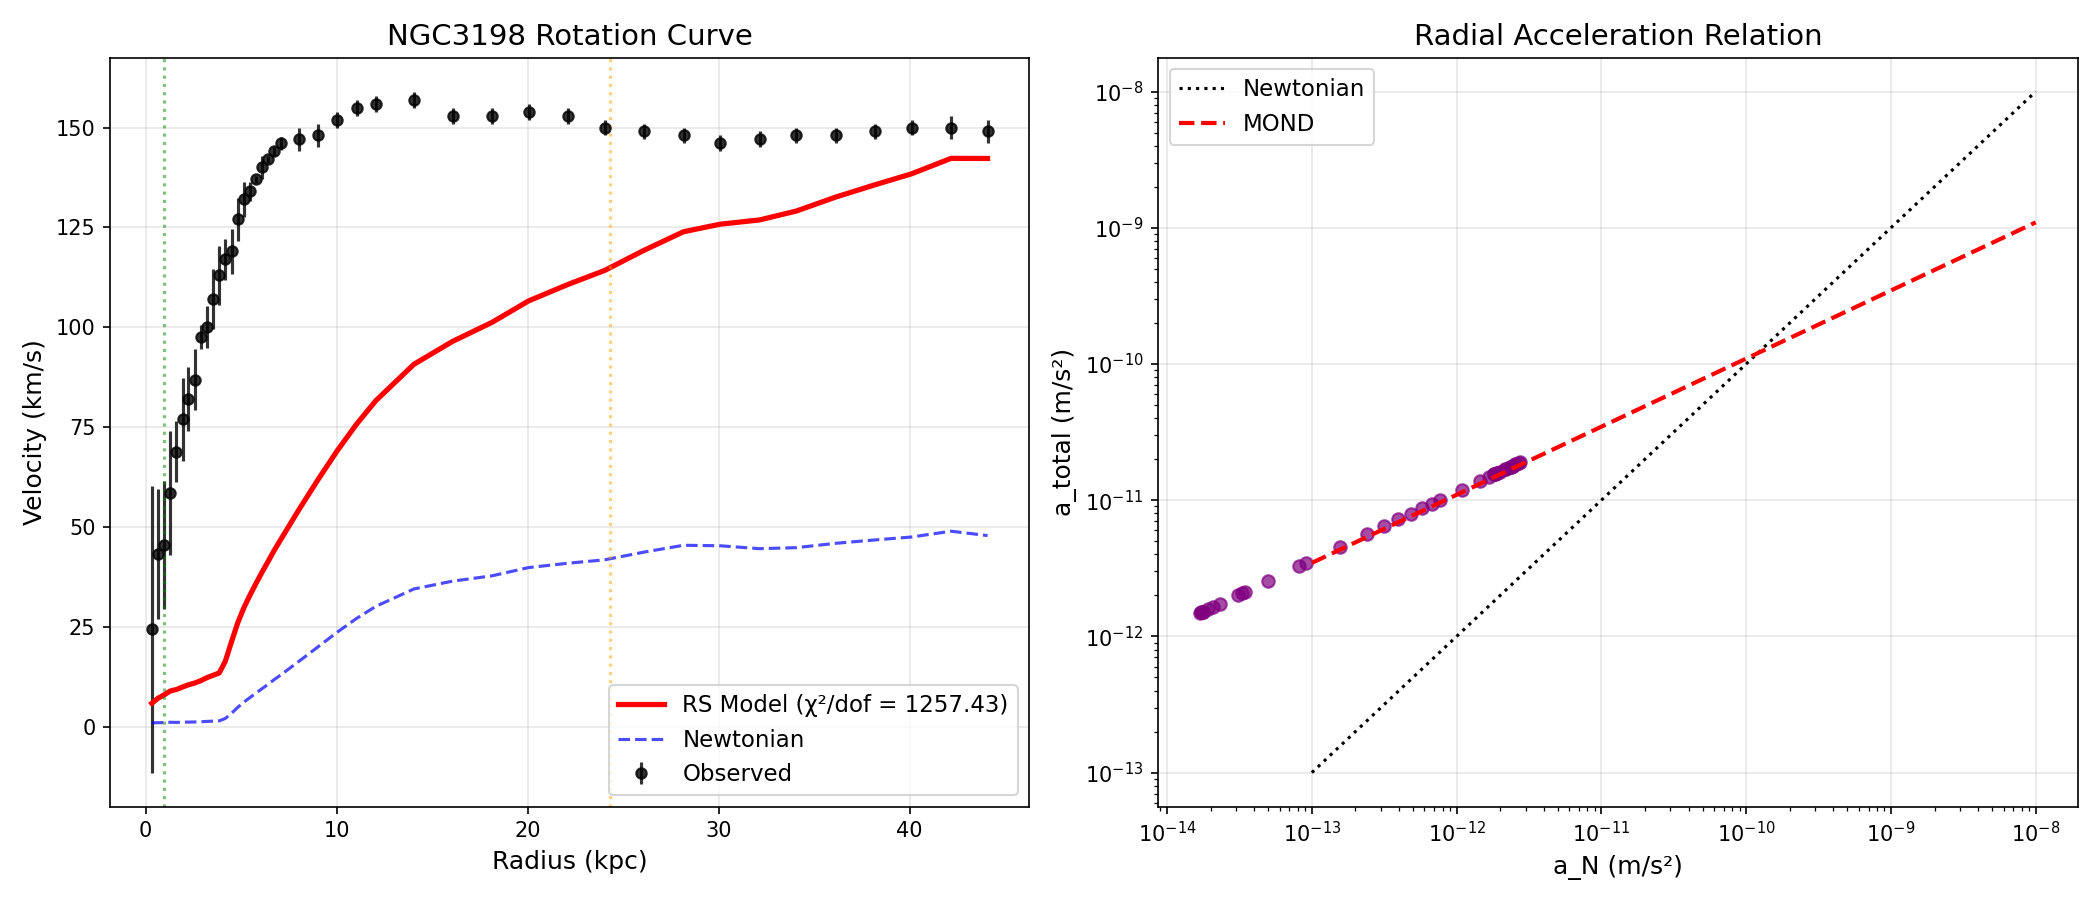 NGC3198 Rotation Curve
Velocity (km/s)
150
125
100
75
50
25
0
0 10 20 30 40
Radius (kpc)
RS Model (χ²/dof = 1257.43)
Newtonian
Observed
Radial Acceleration Relation
Newtonian
MOND
a_total (m/s²)
10⁻⁸
10⁻⁹
10⁻¹⁰
10⁻¹¹
10⁻¹²
10⁻¹³
10⁻¹⁴ 10⁻¹³ 10⁻¹² 10⁻¹¹ 10⁻¹⁰ 10⁻⁹ 10⁻⁸
a_N (m/s²)